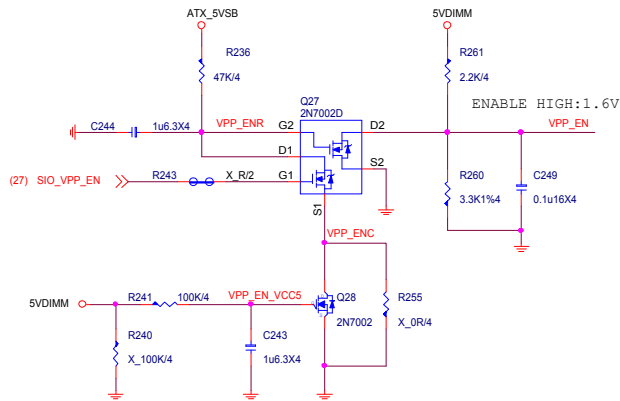 ATX_5VSB
5VDIMM
R236
47K/4
R261
2.2K/4
Q27
2N7002D
ENABLE HIGH:1.6V
C244
1u6.3X4
VPP_ENR
G2
D2
VPP_EN
D1
S2
(27) SIO_VPP_EN
R243
X_R/2
G1
R260
3.3K1%4
C249
0.1u16X4
S1
VPP_ENC
5VDIMM
R241
100K/4
VPP_EN_VCC5
Q28
2N7002
R255
X_0R/4
R240
X_100K/4
C243
1u6.3X4